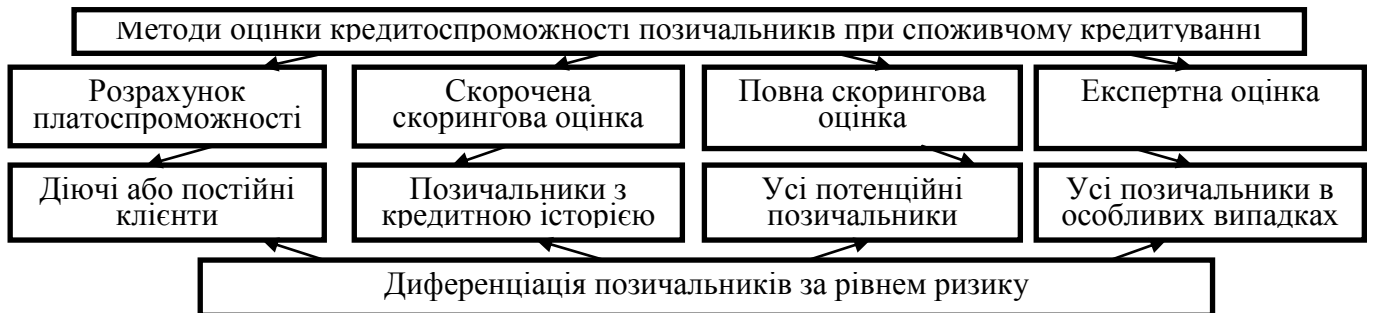 Методи оцінки кредитоспроможності позичальників при споживчому кредитуванні
Розрахунок
платоспроможності
Скорочена
скорингова оцінка
Повна скорингова
оцінка
Експертна оцінка
Діючі або постійні
клієнти
Позичальники з
кредитною історією
Усі потенційні
позичальники
Усі позичальники в
особливих випадках
Диференціація позичальників за рівнем ризику